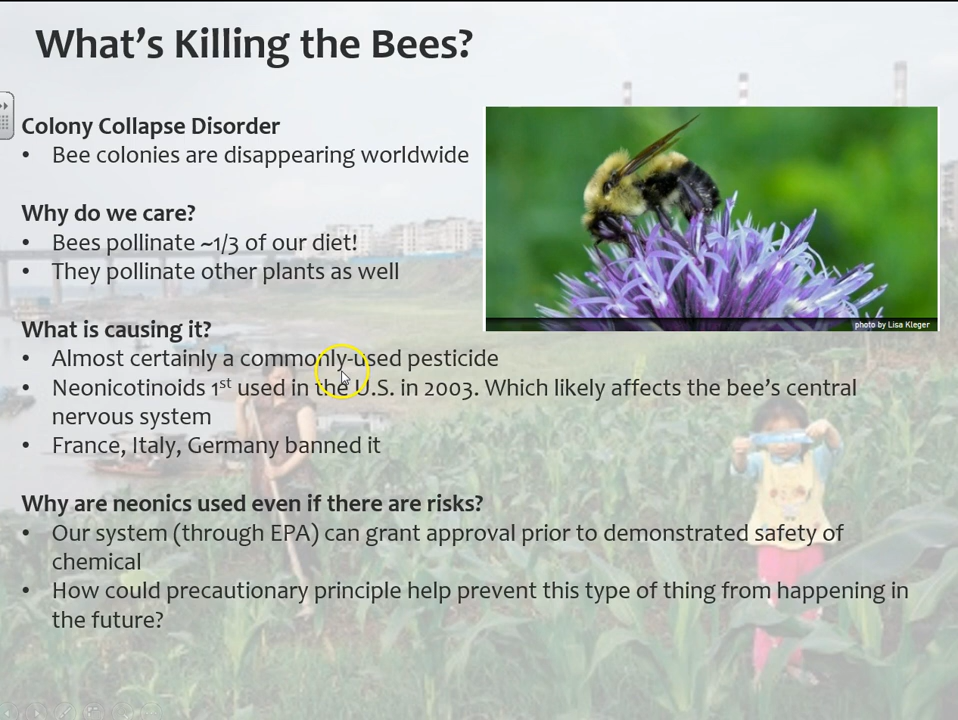 What's Killing the Bees?
Colony Collapse Disorder
• Bee colonies are disappearing worldwide
Why do we care?
• Bees pollinate ~1/3 of our diet!
• They pollinate other plants as well
photo by Lisa Kleger
What is causing it?
• Almost certainly a commonly-used pesticide
• Neonicotinoids 1st used in the U.S. in 2003. Which likely affects the bee's central
nervous system
• France, Italy, Germany banned it
Why are neonics used even if there are risks?
• Our system (through EPA) can grant approval prior to demonstrated safety of
chemical
• How could precautionary principle help prevent this type of thing from happening in
the future?